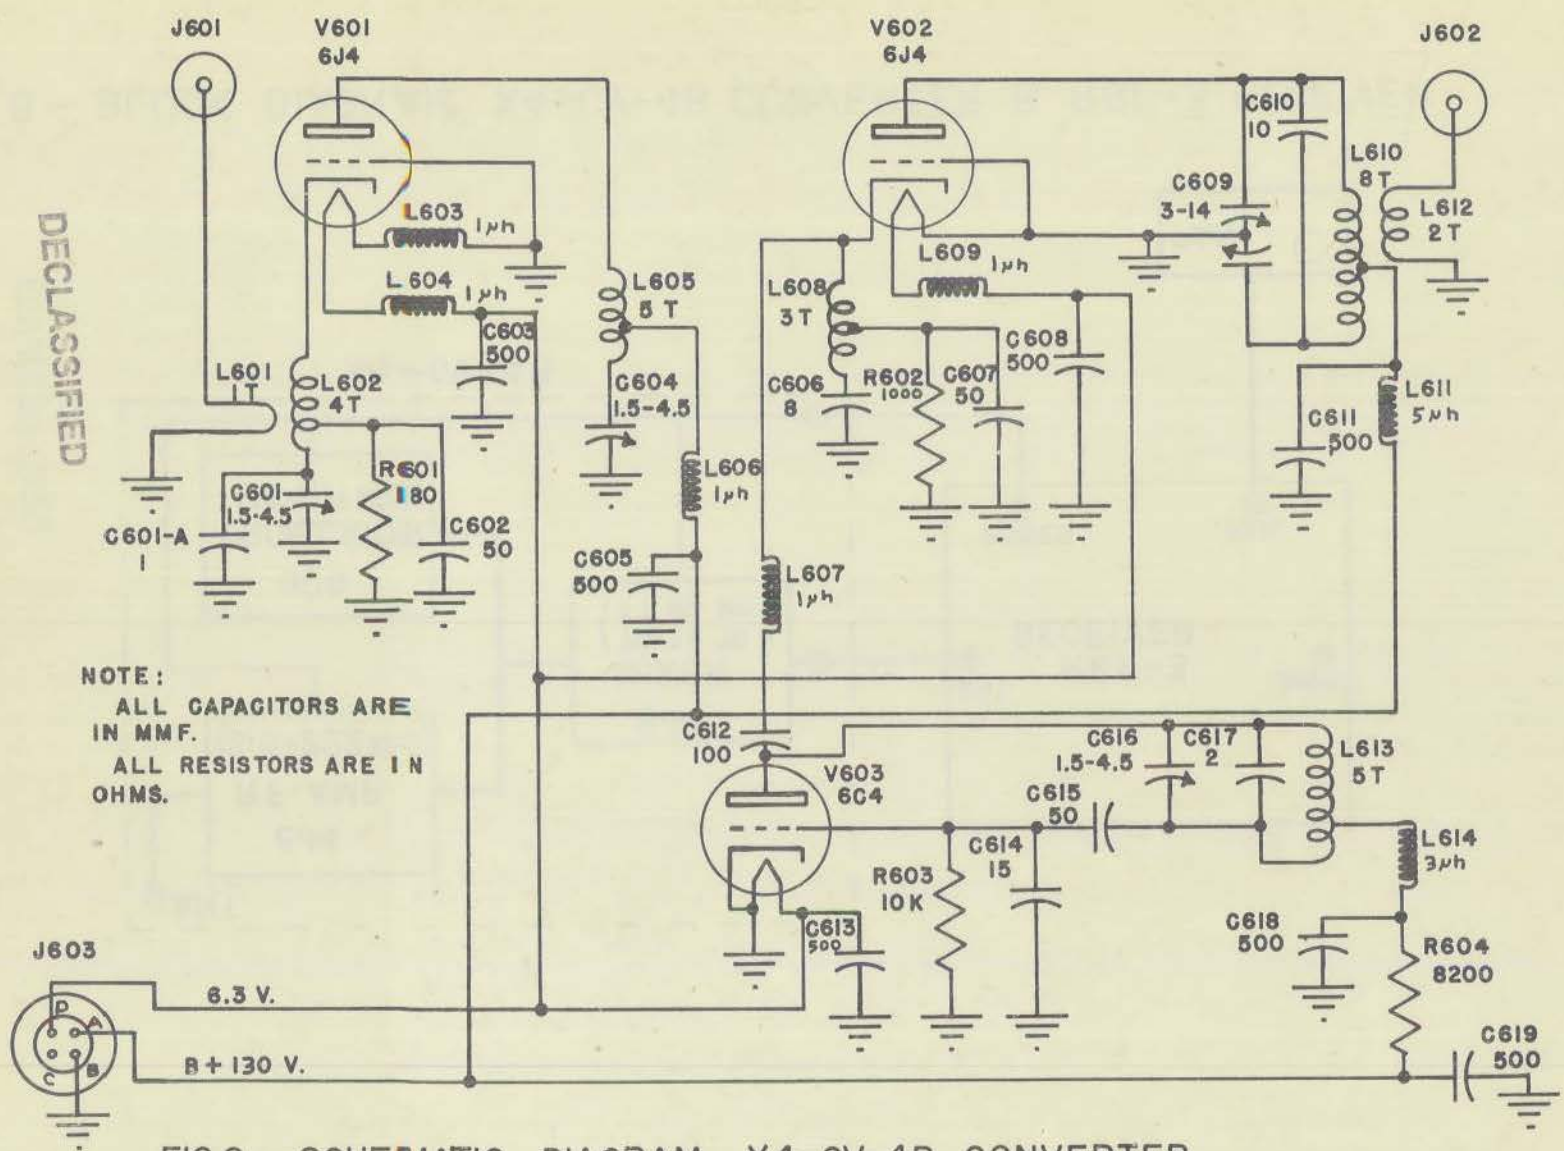 J601
V601
6J4
V602
6J4
J602
C610
10
L610
8T
C609
3-14
L612
2T
L603
1μh
L604
1μh
L605
5T
L609
1μh
L608
3T
C603
500
C608
500
L601
1T
L602
4T
C604
1.5-4.5
C606
8
R602
1000
C607
50
L611
5μh
C611
500
R601
180
C601
1.5-4.5
L606
1μh
C601-A
1
C602
50
C605
500
L607
1μh
DECLASSIFIED
NOTE:
ALL CAPACITORS ARE
IN MMF.
ALL RESISTORS ARE IN
OHMS.
C612
100
V603
6C4
C616
1.5-4.5
C617
2
L613
5T
C615
50
C614
15
L614
3μh
R603
10K
C613
500
C618
500
R604
8200
J603
D
A
C
B
6.3 V.
B+130 V.
C619
500
SCHEMATIC DIAGRAM
CONVERTER